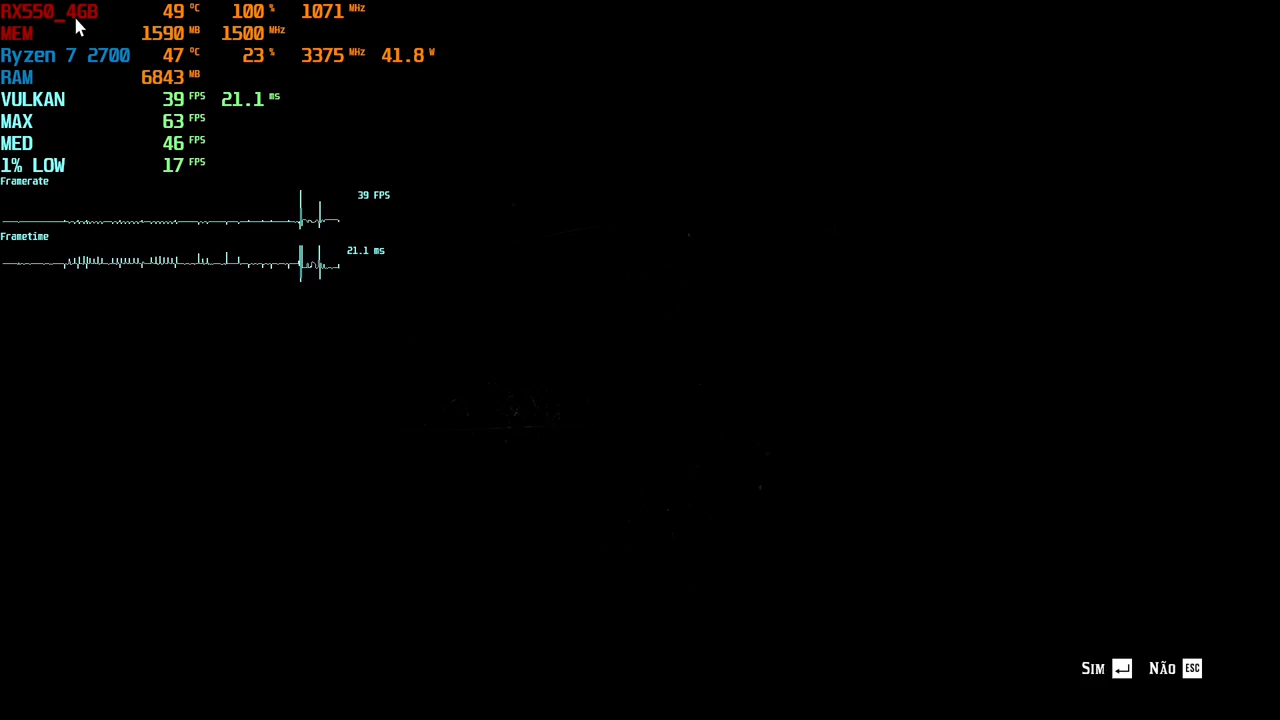 RX550_4GB 49 °C 100 % 1071 MHz
MEM 1590 MB 1500 MHz
Ryzen 7 2700 47 °C 23 % 3375 MHz 41.8 W
RAM 6843 MB
VULKAN 39 FPS 21.1 ms
MAX 63 FPS
MED 46 FPS
1% LOW 17 FPS
Framerate
39 FPS
Frametime
21.1 ms
SIM NÃO ESC